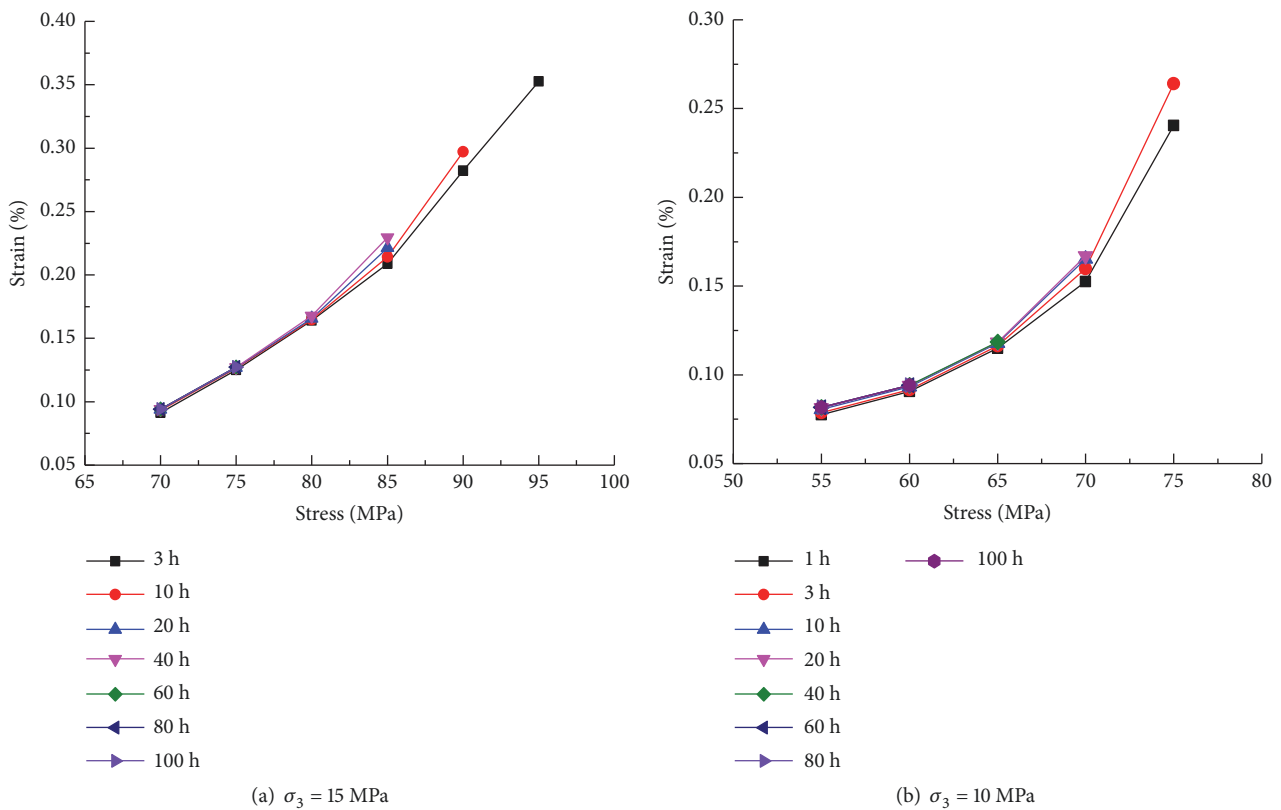 0.40
0.35
0.30
0.25
0.20
0.15
0.10
0.05
Strain (%)
65 70 75 80 85 90 95 100
Stress (MPa)
3 h
10 h
20 h
40 h
60 h
80 h
100 h
(a) σ3 = 15 MPa
0.30
0.25
0.20
0.15
0.10
0.05
Strain (%)
50 55 60 65 70 75 80
Stress (MPa)
1 h
3 h
10 h
20 h
40 h
60 h
80 h
100 h
(b) σ3 = 10 MPa